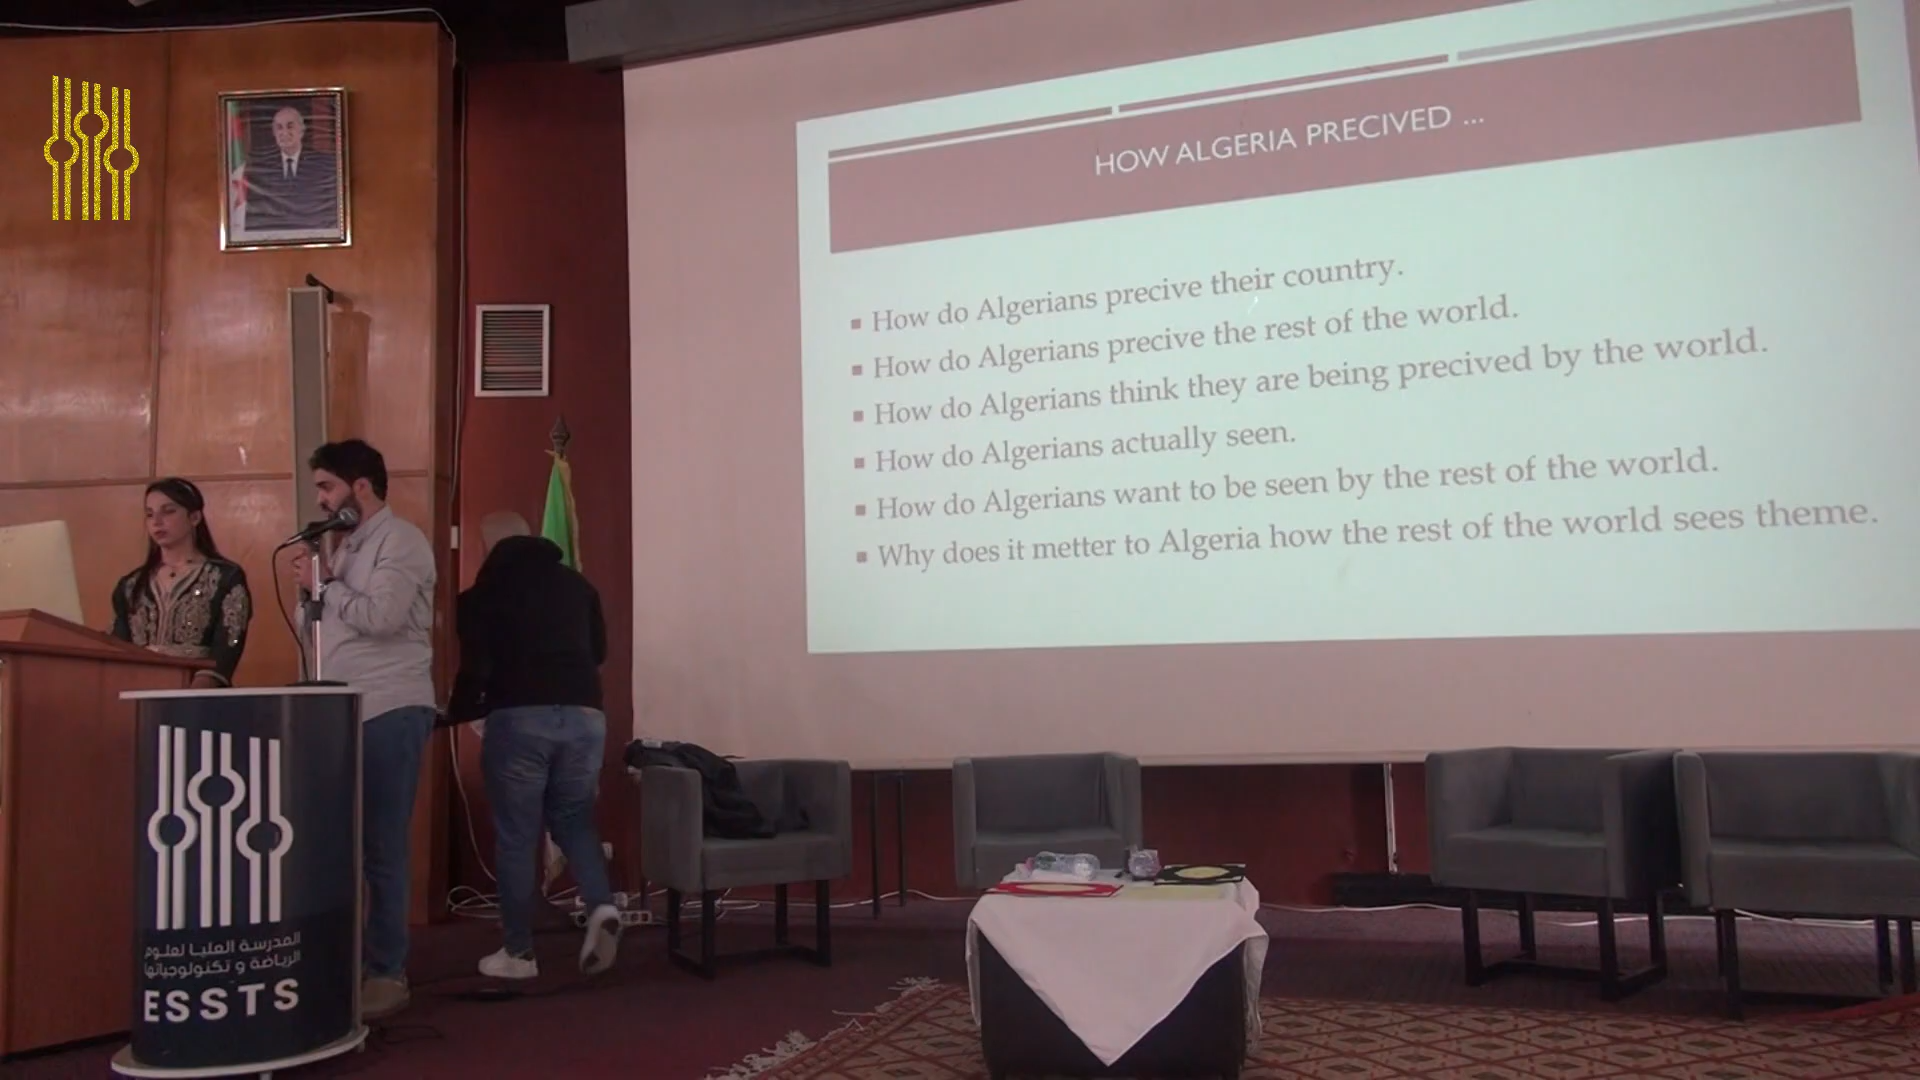 HOW ALGERIA PRECIVED ...
How do Algerians precive their country.
How do Algerians precive the rest of the world.
How do Algerians think they are being precived by the world.
How do Algerians actually seen.
How do Algerians want to be seen by the rest of the world.
Why does it metter to Algeria how the rest of the world sees theme.
المدرسة العليا لعلوم
الرياضة و تكنولوجياتها
ESSTS